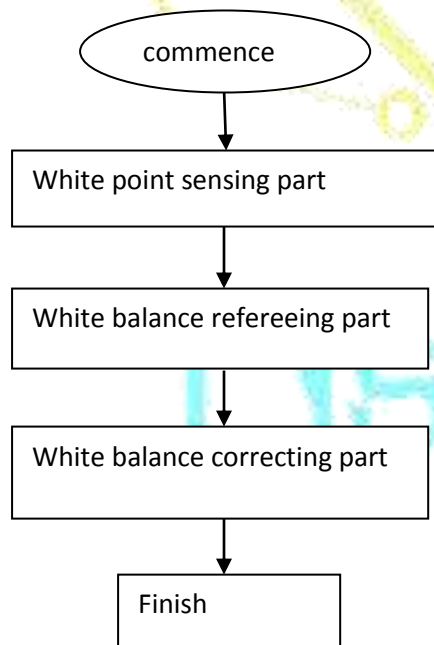 commence
White point sensing part
White balance refereeing part
White balance correcting part
Finish